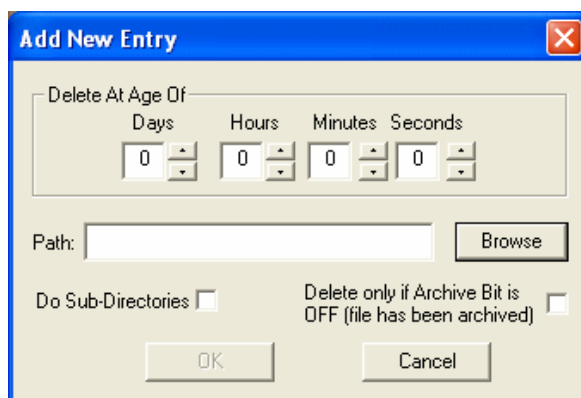 Add New Entry
Delete At Age Of
Days Hours Minutes Seconds
0 0 0 0
Path: Browse
Do Sub-Directories Delete only if Archive Bit is
OFF (file has been archived)
OK Cancel